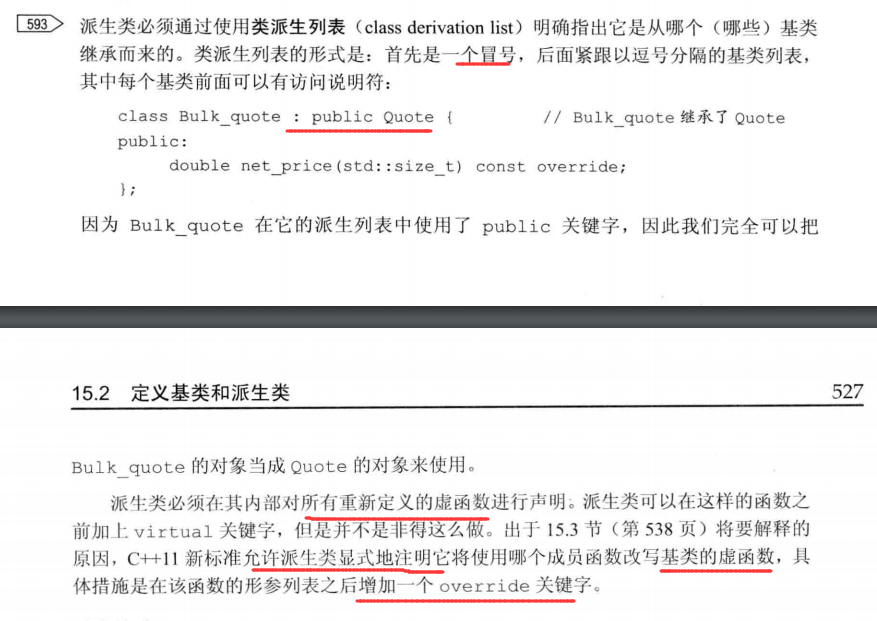 593 派生类必须通过使用类派生列表（class derivation list）明确指出它是从哪个（哪些）基类
继承而来的。类派生列表的形式是：首先是一个冒号，后面紧跟以逗号分隔的基类列表，
其中每个基类前面可以有访问说明符：
class Bulk_quote : public Quote { // Bulk_quote 继承了 Quote
public:
double net_price(std::size_t) const override;
};
因为 Bulk_quote 在它的派生列表中使用了 public 关键字，因此我们完全可以把
15.2 定义基类和派生类 527
Bulk_quote 的对象当成 Quote 的对象来使用。
派生类必须在其内部对所有重新定义的虚函数进行声明。派生类可以在这样的函数之
前加上 virtual 关键字，但是并不是非得这么做。出于 15.3 节（第 538 页）将要解释的
原因，C++11 新标准允许派生类显式地注明它将使用哪个成员函数改写基类的虚函数，具
体措施是在该函数的形参列表之后增加一个 override 关键字。